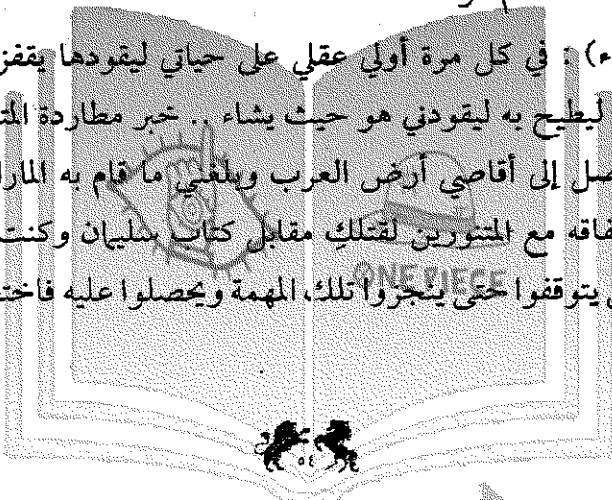 ء) : في كل مرة أولي عقلي على حياتي ليقودها يقفز
ليطيح به ليقودني هو حيث يشاء .. خبر مطاردة المت
صل إلى أقاصي أرض العرب وبلغني ما قام به المارد
فاقه مع المتنورين لقتلكِ مقابل كتاب سليمان وكنت
يتوقفوا حتى ينجزوا تلك المهمة ويحصلوا عليه فاخت
ONE PIECE
٥٤